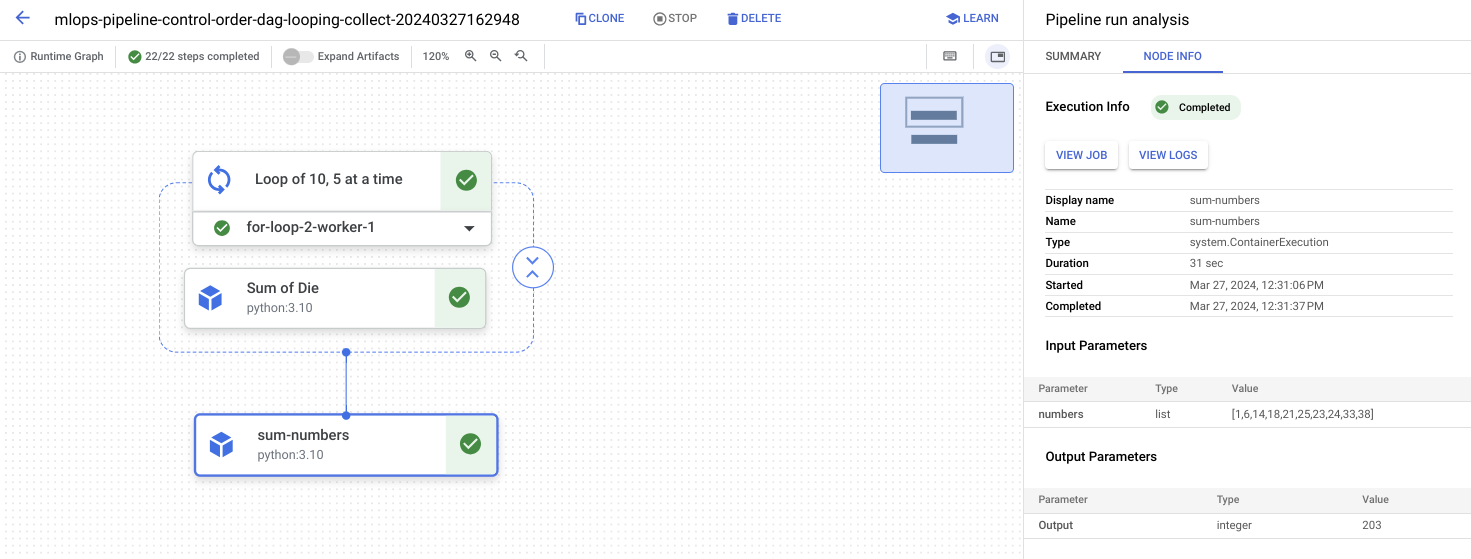 mlops-pipeline-control-order-dag-looping-collect-20240327162948
CLONE
STOP
DELETE
LEARN
Runtime Graph
22/22 steps completed
Expand Artifacts
120%
Loop of 10, 5 at a time
for-loop-2-worker-1
Sum of Die
python:3.10
sum-numbers
python:3.10
Pipeline run analysis
SUMMARY
NODE INFO
Execution Info
Completed
VIEW JOB
VIEW LOGS
Display name sum-numbers
Name sum-numbers
Type system.ContainerExecution
Duration 31 sec
Started Mar 27, 2024, 12:31:06 PM
Completed Mar 27, 2024, 12:31:37 PM
Input Parameters
Parameter Type Value
numbers list [1,6,14,18,21,25,23,24,33,38]
Output Parameters
Parameter Type Value
Output integer 203